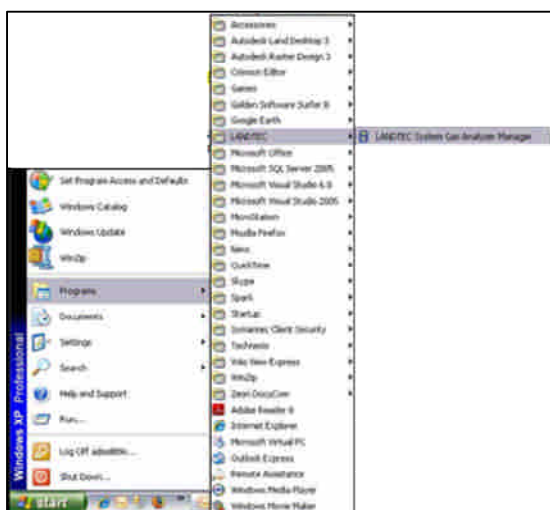 Accessories
Autodesk Land Desktop 3
Autodesk Raster Design 3
Crimson Editor
Games
Golden Software Surfer 8
Google Earth
LANDTEC
LANDTEC System Gas Analyzer Manager
Microsoft Office
Microsoft SQL Server 2005
Microsoft Visual Studio 6.0
Microsoft Visual Studio 2005
MicroStation
Mozilla Firefox
Nero
QuickTime
Skype
Spark
Startup
Symantec Client Security
Technesis
Volo View Express
WinZip
Adobe Reader 8
Internet Explorer
Microsoft Virtual PC
Outlook Express
Remote Assistance
Windows Media Player
Windows Movie Maker
Set Program Access and Defaults
Windows Catalog
Windows Update
WinZip
Programs
Documents
Settings
Search
Help and Support
Run...
Log Off
Shut Down...
Windows XP Professional
start